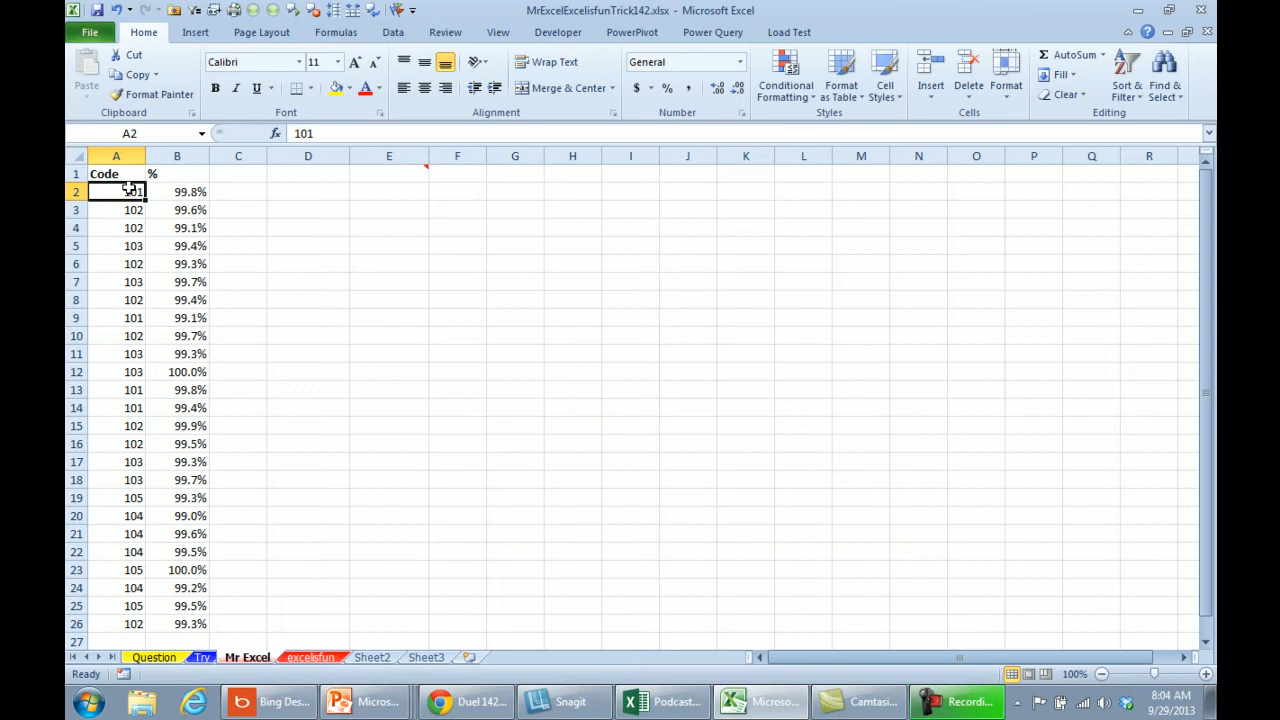 MrExcelExcelisfunTrick142.xlsx - Microsoft Excel
File Home Insert Page Layout Formulas Data Review View Developer PowerPivot Power Query Load Test
Paste Cut Copy Format Painter Clipboard
Calibri 11 B I U A Font
Wrap Text Merge & Center Alignment
General $ % , Number
Conditional Formatting Format as Table Cell Styles Styles
Insert Delete Format Cells
Σ AutoSum Fill Clear Sort & Filter Find & Select Editing
A2 fx 101
A B C D E F G H I J K L M N O P Q R
1 Code %
2 101 99.8%
3 102 99.6%
4 102 99.1%
5 103 99.4%
6 102 99.3%
7 103 99.7%
8 102 99.4%
9 101 99.1%
10 102 99.7%
11 103 99.3%
12 103 100.0%
13 101 99.8%
14 101 99.4%
15 102 99.9%
16 102 99.5%
17 103 99.3%
18 103 99.7%
19 105 99.3%
20 104 99.0%
21 104 99.6%
22 104 99.5%
23 105 100.0%
24 104 99.2%
25 105 99.5%
26 102 99.3%
27
Question Try Mr Excel excelisfun Sheet2 Sheet3
Ready 100%
Bing Des... Micros... Duel 142... Snagit Podcast... Microso... Camtasi... Recordi... 8:04 AM
9/29/2013